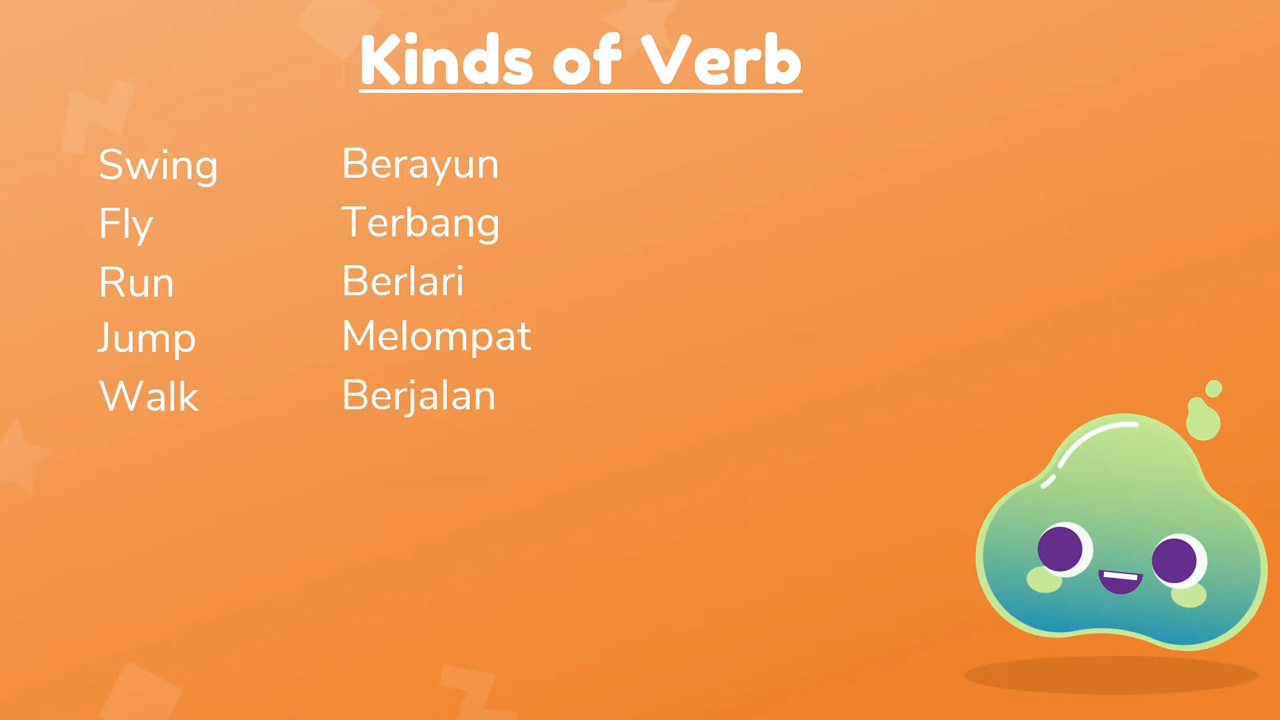 Kinds of Verb
Swing Berayun
Fly Terbang
Run Berlari
Jump Melompat
Walk Berjalan